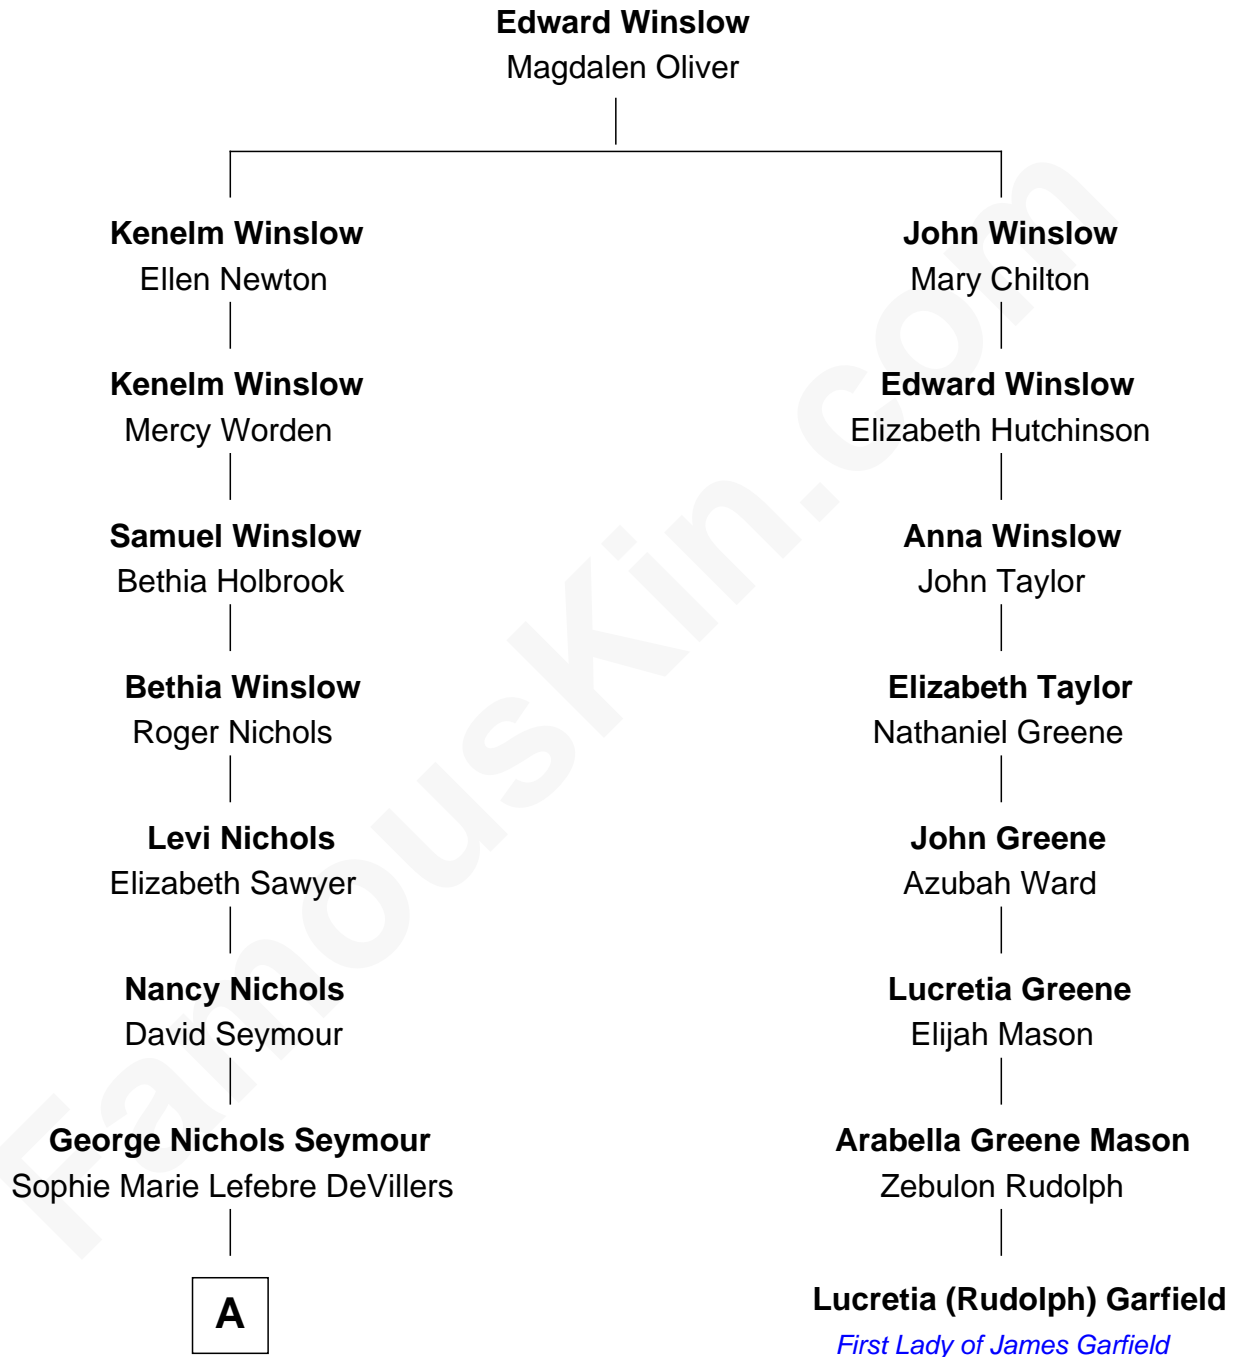 Edward Winslow
Magdalen Oliver
Kenelm Winslow
Ellen Newton
John Winslow
Mary Chilton
Kenelm Winslow
Mercy Worden
Edward Winslow
Elizabeth Hutchinson
Samuel Winslow
Bethia Holbrook
Anna Winslow
John Taylor
Bethia Winslow
Roger Nichols
Elizabeth Taylor
Nathaniel Greene
Levi Nichols
Elizabeth Sawyer
John Greene
Azubah Ward
Nancy Nichols
David Seymour
Lucretia Greene
Elijah Mason
George Nichols Seymour
Sophie Marie Lefebre DeVillers
Arabella Greene Mason
Zebulon Rudolph
A
Lucretia (Rudolph) Garfield
First Lady of James Garfield
FamousKin.com